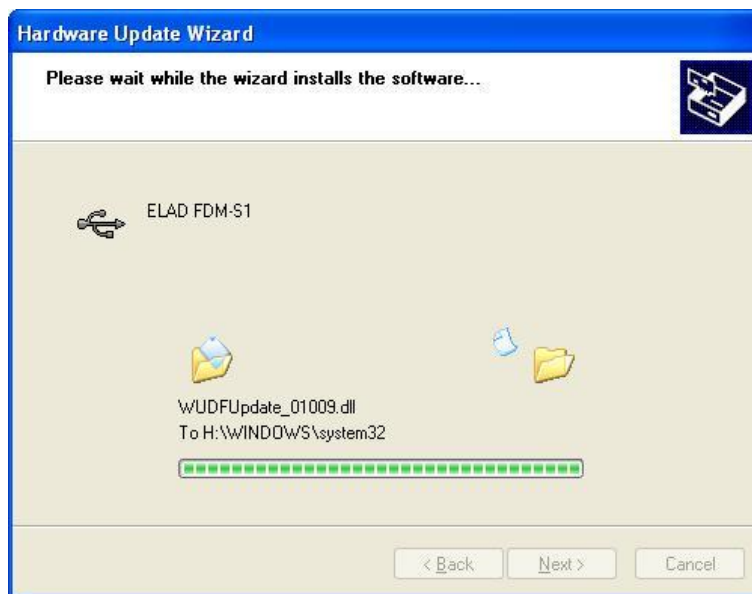 Hardware Update Wizard
Please wait while the wizard installs the software...
ELAD FDM-S1
WUDFUpdate_01009.dll
To H:\WINDOWS\system32
< Back
Next >
Cancel